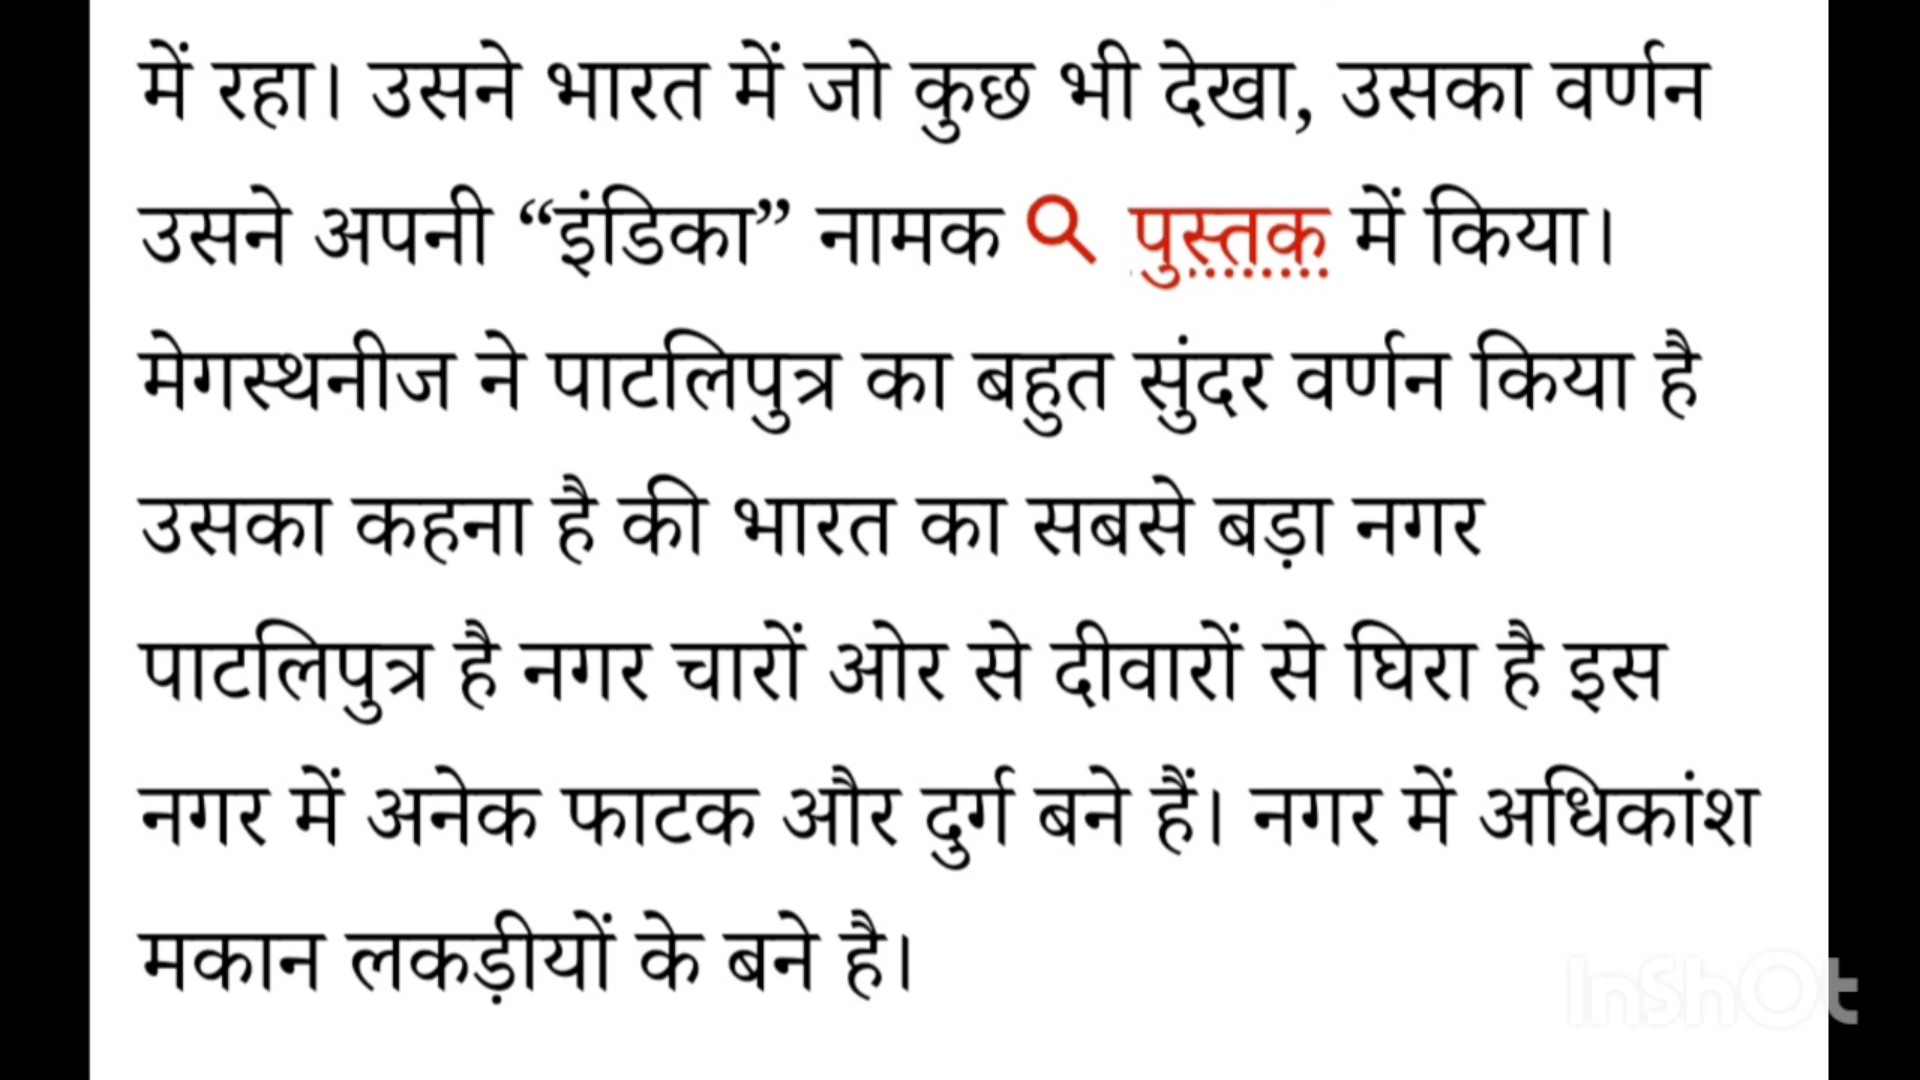 में रहा। उसने भारत में जो कुछ भी देखा, उसका वर्णन
उसने अपनी “इंडिका” नामक पुस्तक में किया।
मेगस्थनीज ने पाटलिपुत्र का बहुत सुंदर वर्णन किया है
उसका कहना है की भारत का सबसे बड़ा नगर
पाटलिपुत्र है नगर चारों ओर से दीवारों से घिरा है इस
नगर में अनेक फाटक और दुर्ग बने हैं। नगर में अधिकांश
मकान लकड़ीयों के बने है।
InShOt